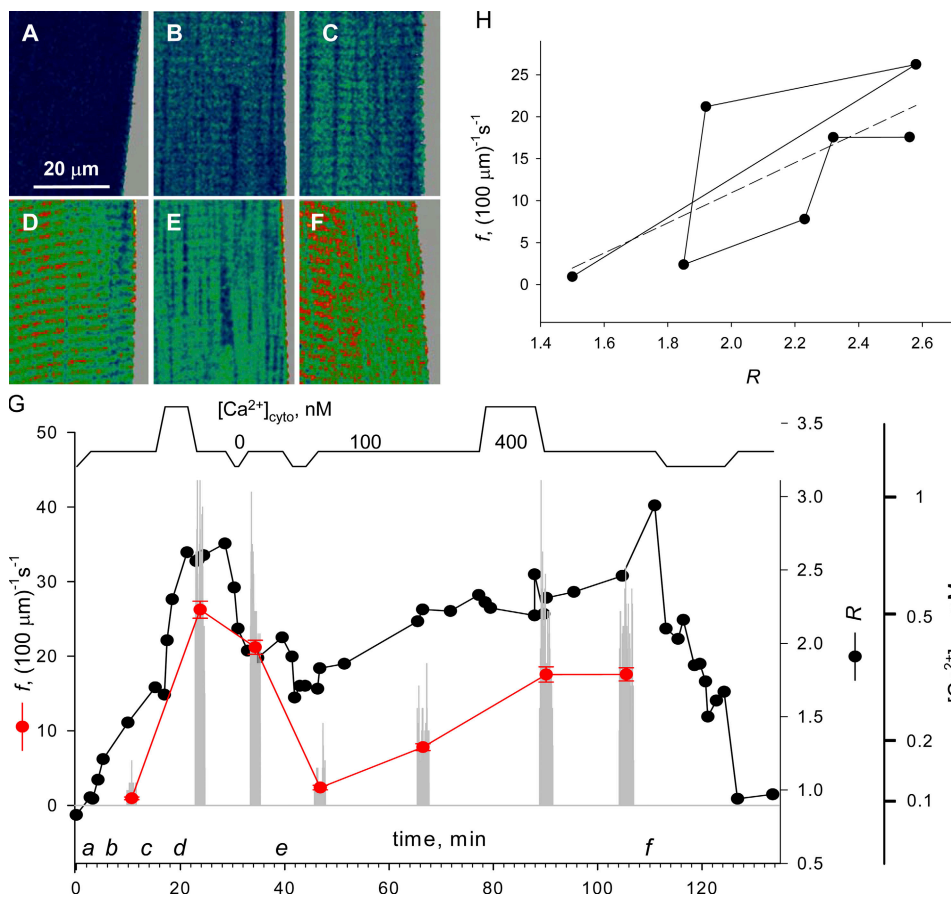 A
B
C
20 μm
D
E
F
H
f, (100 μm)⁻¹s⁻¹
25
20
15
10
5
0
1.4
1.6
1.8
2.0
2.2
2.4
2.6
R
G
[Ca²⁺]cyto, nM
0
100
400
50
40
30
20
10
0
f, (100 μm)⁻¹s⁻¹
3.5
3.0
2.5
2.0
1.5
1.0
0.5
R
1
0.5
0.2
0.1
a b c d e f
time, min
0 20 40 60 80 100 120